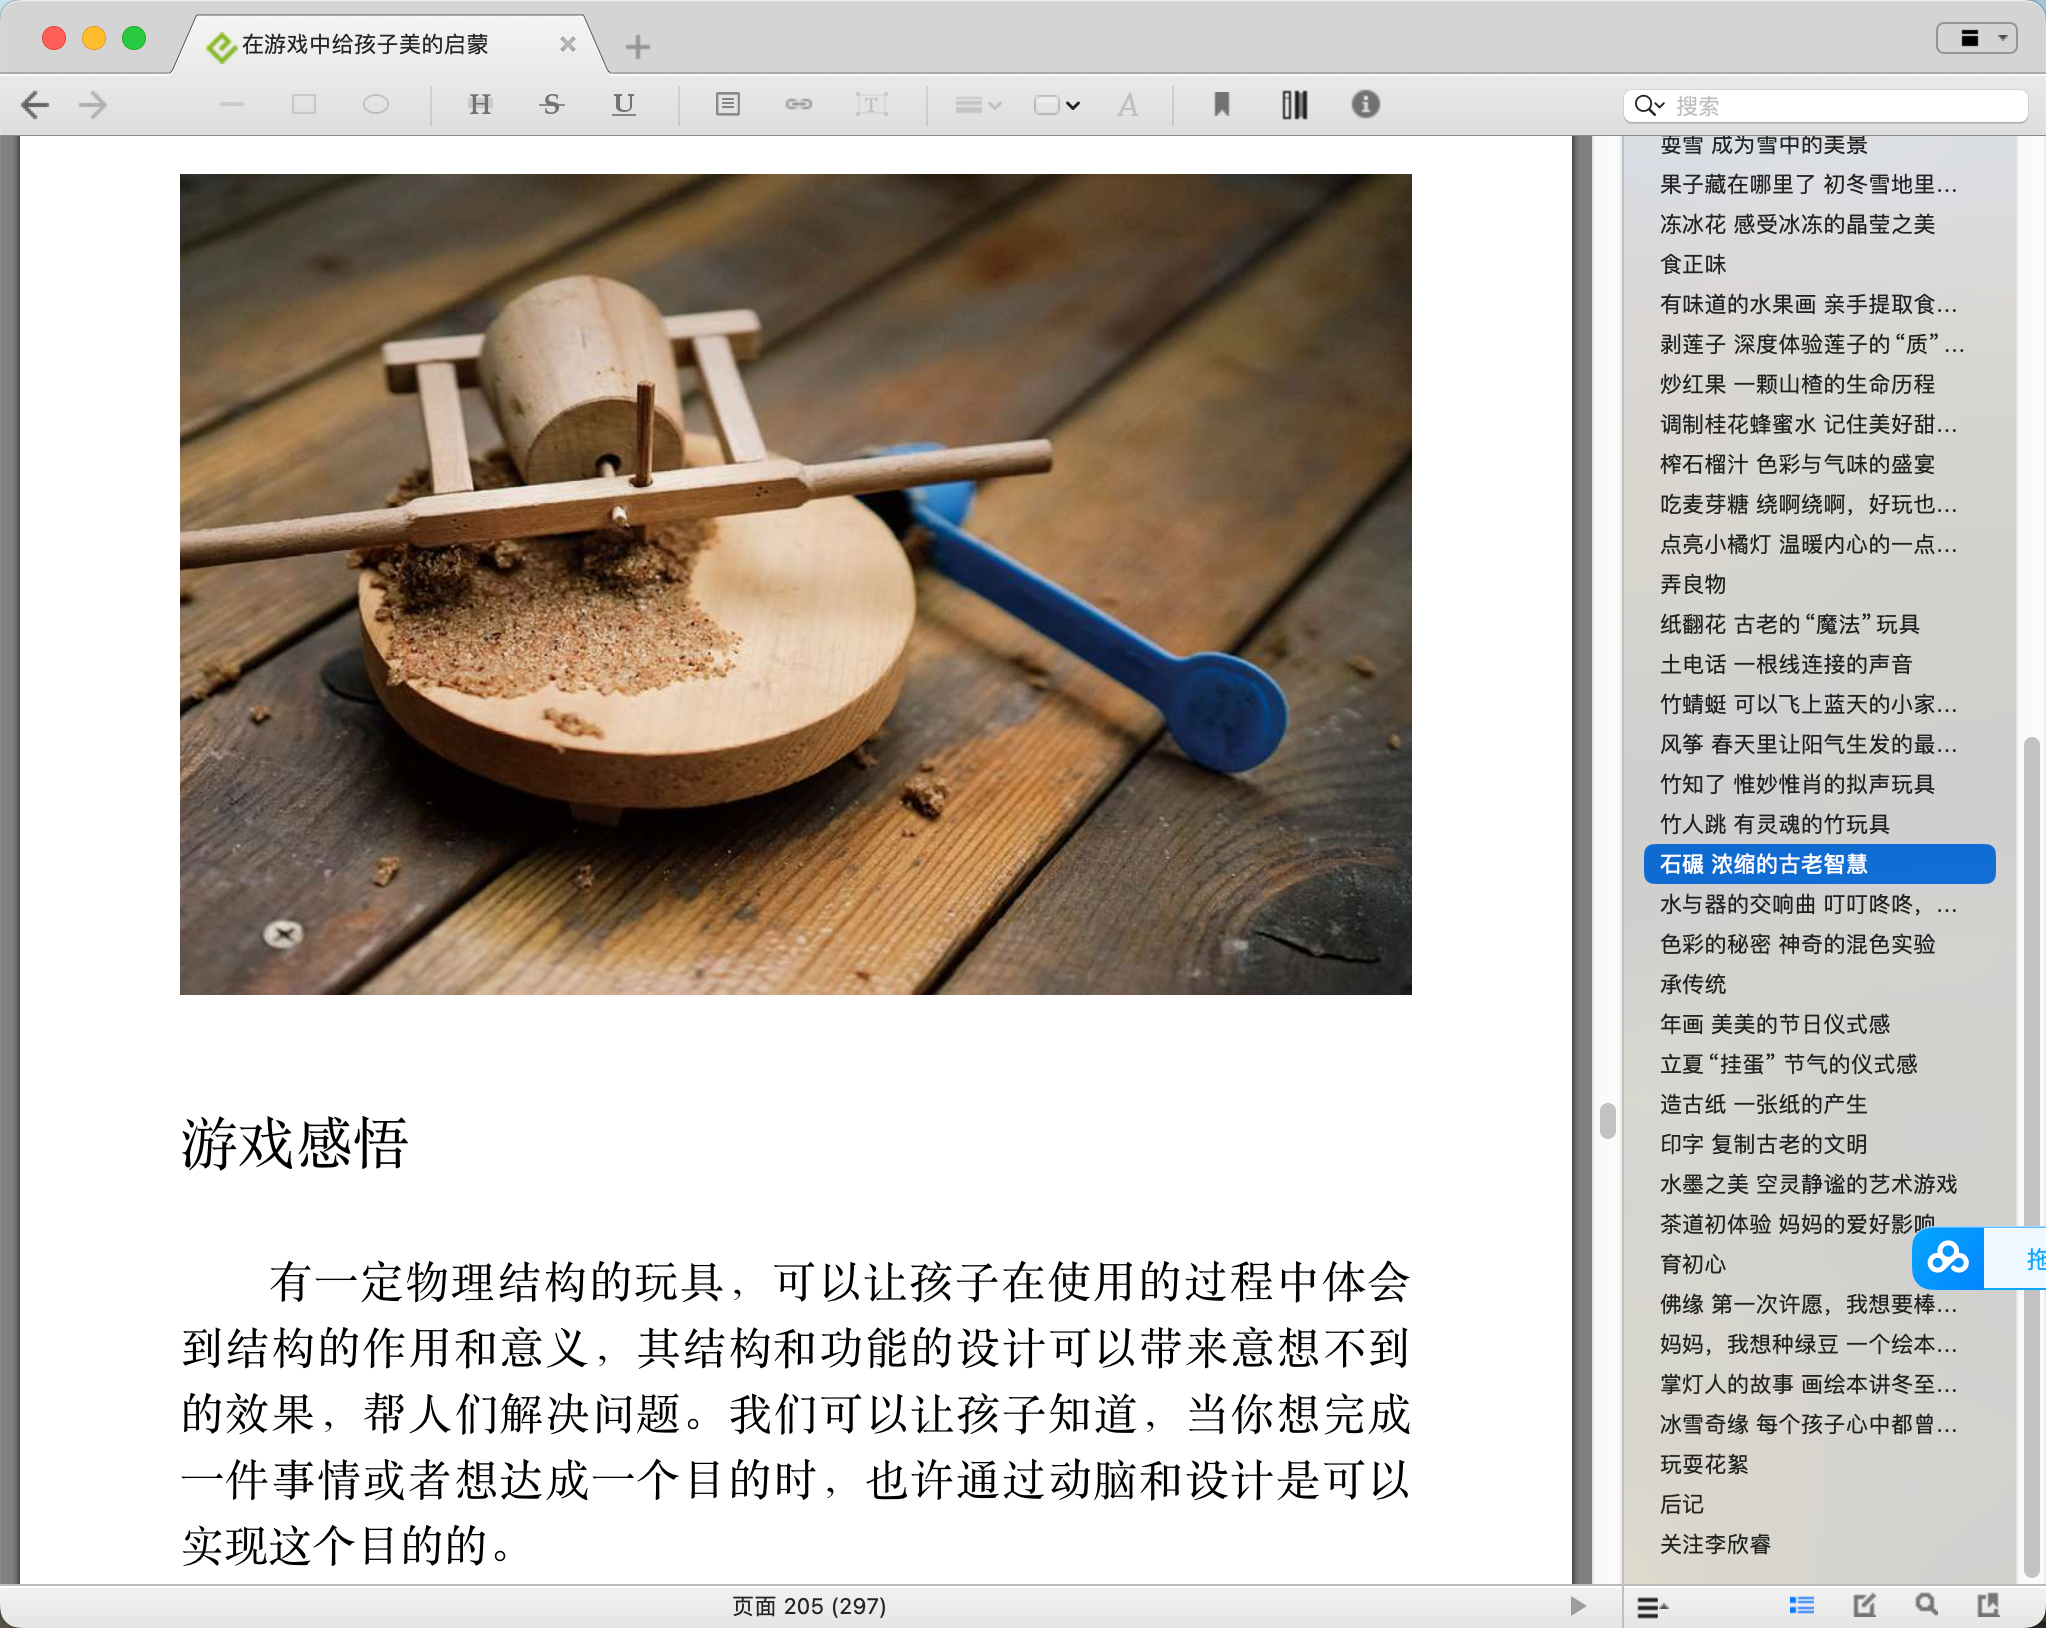 在游戏中给孩子美的启蒙
H S U T A
搜索
游戏感悟
有一定物理结构的玩具，可以让孩子在使用的过程中体会
到结构的作用和意义，其结构和功能的设计可以带来意想不到
的效果，帮人们解决问题。我们可以让孩子知道，当你想完成
一件事情或者想达成一个目的时，也许通过动脑和设计是可以
实现这个目的的。
耍雪 成为雪中的美景
果子藏在哪里了 初冬雪地里…
冻冰花 感受冰冻的晶莹之美
食正味
有味道的水果画 亲手提取食…
剥莲子 深度体验莲子的“质”…
炒红果 一颗山楂的生命历程
调制桂花蜂蜜水 记住美好甜…
榨石榴汁 色彩与气味的盛宴
吃麦芽糖 绕啊绕啊，好玩也…
点亮小橘灯 温暖内心的一点…
弄良物
纸翻花 古老的“魔法”玩具
土电话 一根线连接的声音
竹蜻蜓 可以飞上蓝天的小家…
风筝 春天里让阳气生发的最…
竹知了 惟妙惟肖的拟声玩具
竹人跳 有灵魂的竹玩具
石碾 浓缩的古老智慧
水与器的交响曲 叮叮咚咚，…
色彩的秘密 神奇的混色实验
承传统
年画 美美的节日仪式感
立夏“挂蛋” 节气的仪式感
造古纸 一张纸的产生
印字 复制古老的文明
水墨之美 空灵静谧的艺术游戏
茶道初体验 妈妈的爱好影响
育初心
拖
佛缘 第一次许愿，我想要棒…
妈妈，我想种绿豆 一个绘本…
掌灯人的故事 画绘本讲冬至…
冰雪奇缘 每个孩子心中都曾…
玩耍花絮
后记
关注李欣睿
页面 205 (297)